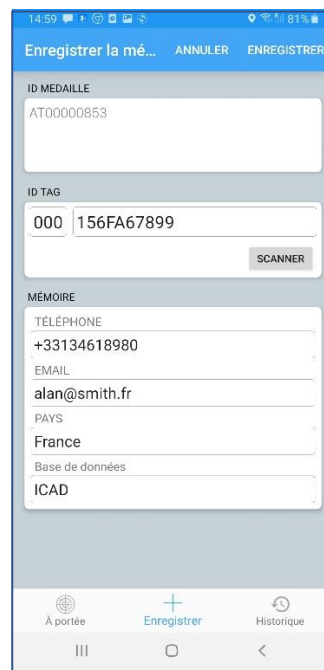 14:59 81%
Enregistrer la mé... ANNULER ENREGISTRER
ID MEDAILLE
AT00000853
ID TAG
000 156FA67899
SCANNER
MÉMOIRE
TÉLÉPHONE
+33134618980
EMAIL
alan@smith.fr
PAYS
France
Base de données
ICAD
À portée Enregistrer Historique